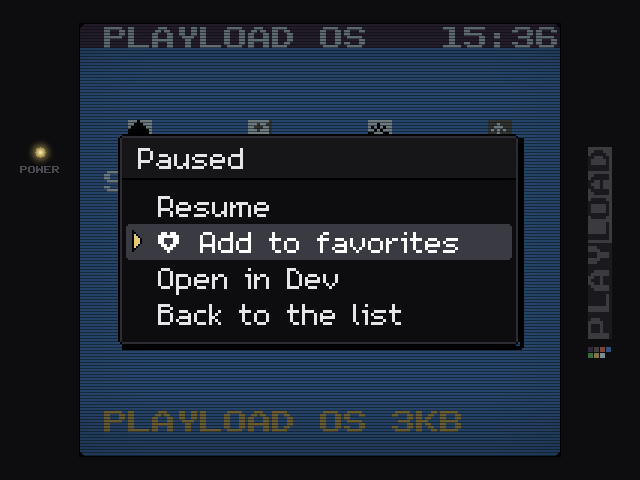 PLAYLOAD OS 15:36
POWER
Paused
Resume
Add to favorites
Open in Dev
Back to the list
PLAYLOAD OS 3KB
PLAYLOAD